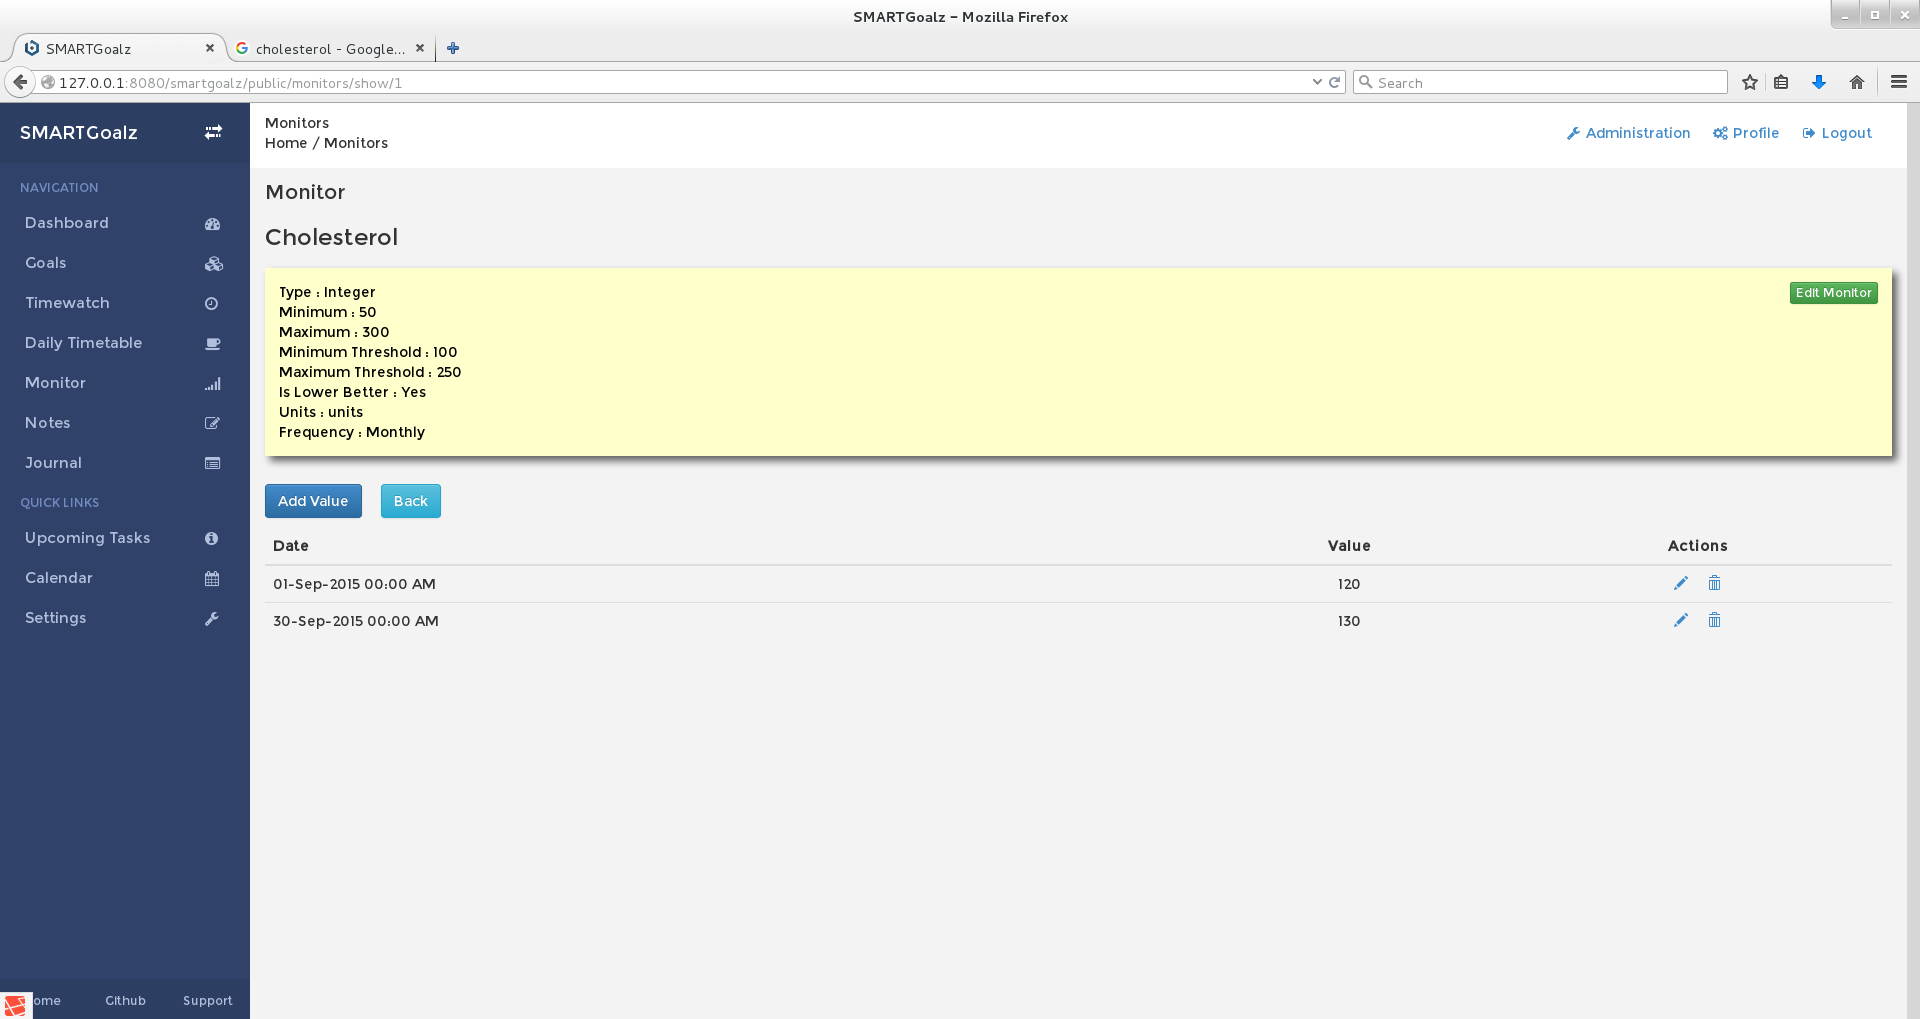 SMARTGoalz - Mozilla Firefox
SMARTGoalz
cholesterol - Google...
127.0.0.1:8080/smartgoalz/public/monitors/show/1
Search
SMARTGoalz
NAVIGATION
Dashboard
Goals
Timewatch
Daily Timetable
Monitor
Notes
Journal
QUICK LINKS
Upcoming Tasks
Calendar
Settings
ome
Github
Support
Monitors
Home / Monitors
Administration
Profile
Logout
Monitor
Cholesterol
Type : Integer
Minimum : 50
Maximum : 300
Minimum Threshold : 100
Maximum Threshold : 250
Is Lower Better : Yes
Units : units
Frequency : Monthly
Edit Monitor
Add Value
Back
Date Value Actions
01-Sep-2015 00:00 AM 120
30-Sep-2015 00:00 AM 130